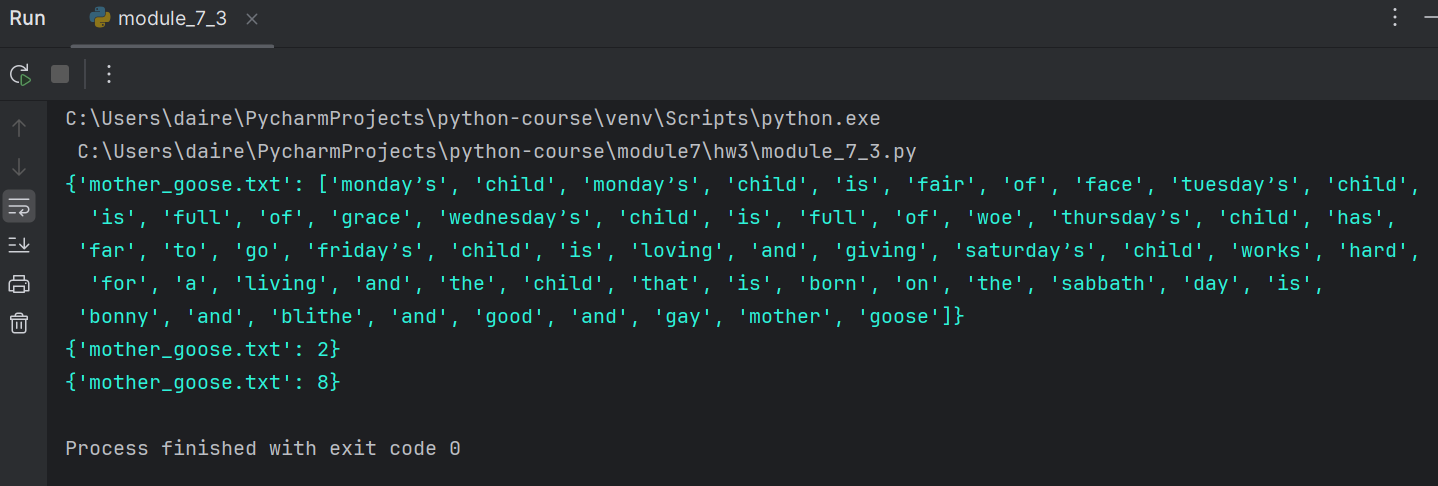 Run module_7_3
C:\Users\daire\PycharmProjects\python-course\venv\Scripts\python.exe
C:\Users\daire\PycharmProjects\python-course\module7\hw3\module_7_3.py
{'mother_goose.txt': ['monday’s', 'child', 'monday’s', 'child', 'is', 'fair', 'of', 'face', 'tuesday’s', 'child',
'is', 'full', 'of', 'grace', 'wednesday’s', 'child', 'is', 'full', 'of', 'woe', 'thursday’s', 'child', 'has',
'far', 'to', 'go', 'friday’s', 'child', 'is', 'loving', 'and', 'giving', 'saturday’s', 'child', 'works', 'hard',
'for', 'a', 'living', 'and', 'the', 'child', 'that', 'is', 'born', 'on', 'the', 'sabbath', 'day', 'is',
'bonny', 'and', 'blithe', 'and', 'good', 'and', 'gay', 'mother', 'goose']}
{'mother_goose.txt': 2}
{'mother_goose.txt': 8}
Process finished with exit code 0